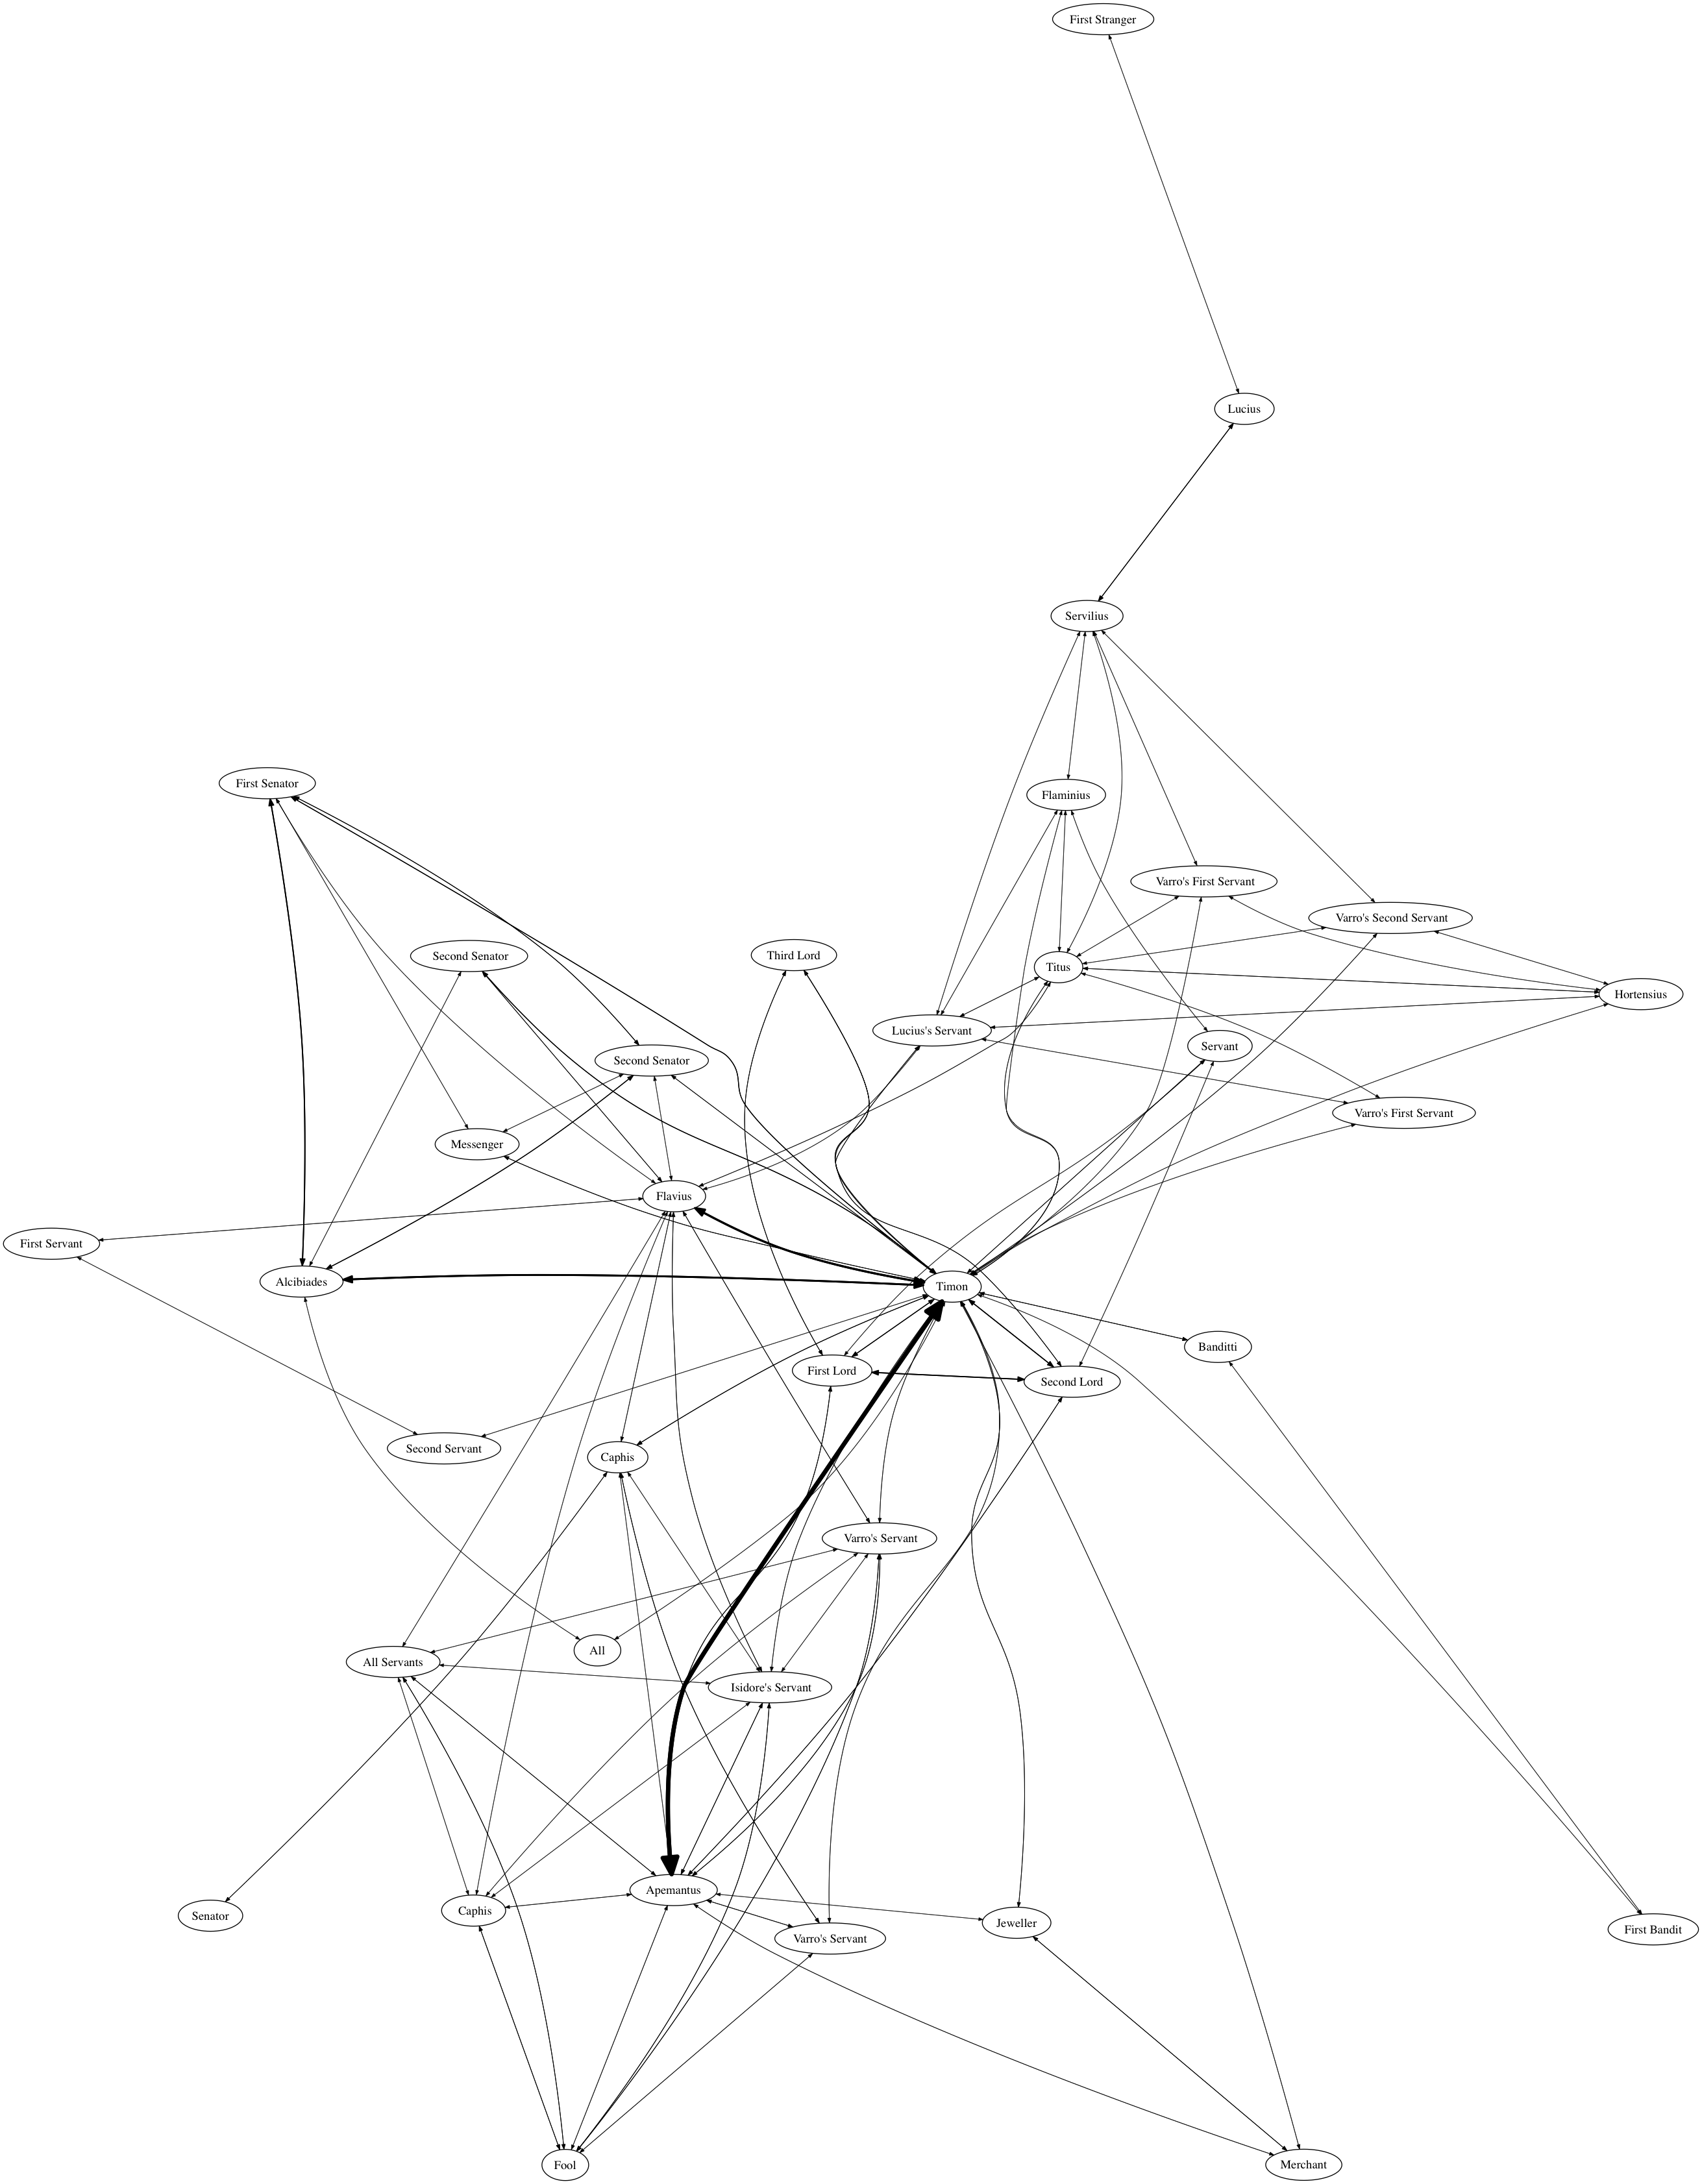 First Stranger
Lucius
Servilius
First Senator
Flaminius
Varro's First Servant
Varro's Second Servant
Second Senator
Third Lord
Titus
Hortensius
Lucius's Servant
Servant
Second Senator
Varro's First Servant
Messenger
Flavius
First Servant
Alcibiades
Timon
Banditti
First Lord
Second Lord
Second Servant
Caphis
Varro's Servant
All
All Servants
Isidore's Servant
Apemantus
Caphis
Senator
Jeweller
First Bandit
Varro's Servant
Fool
Merchant